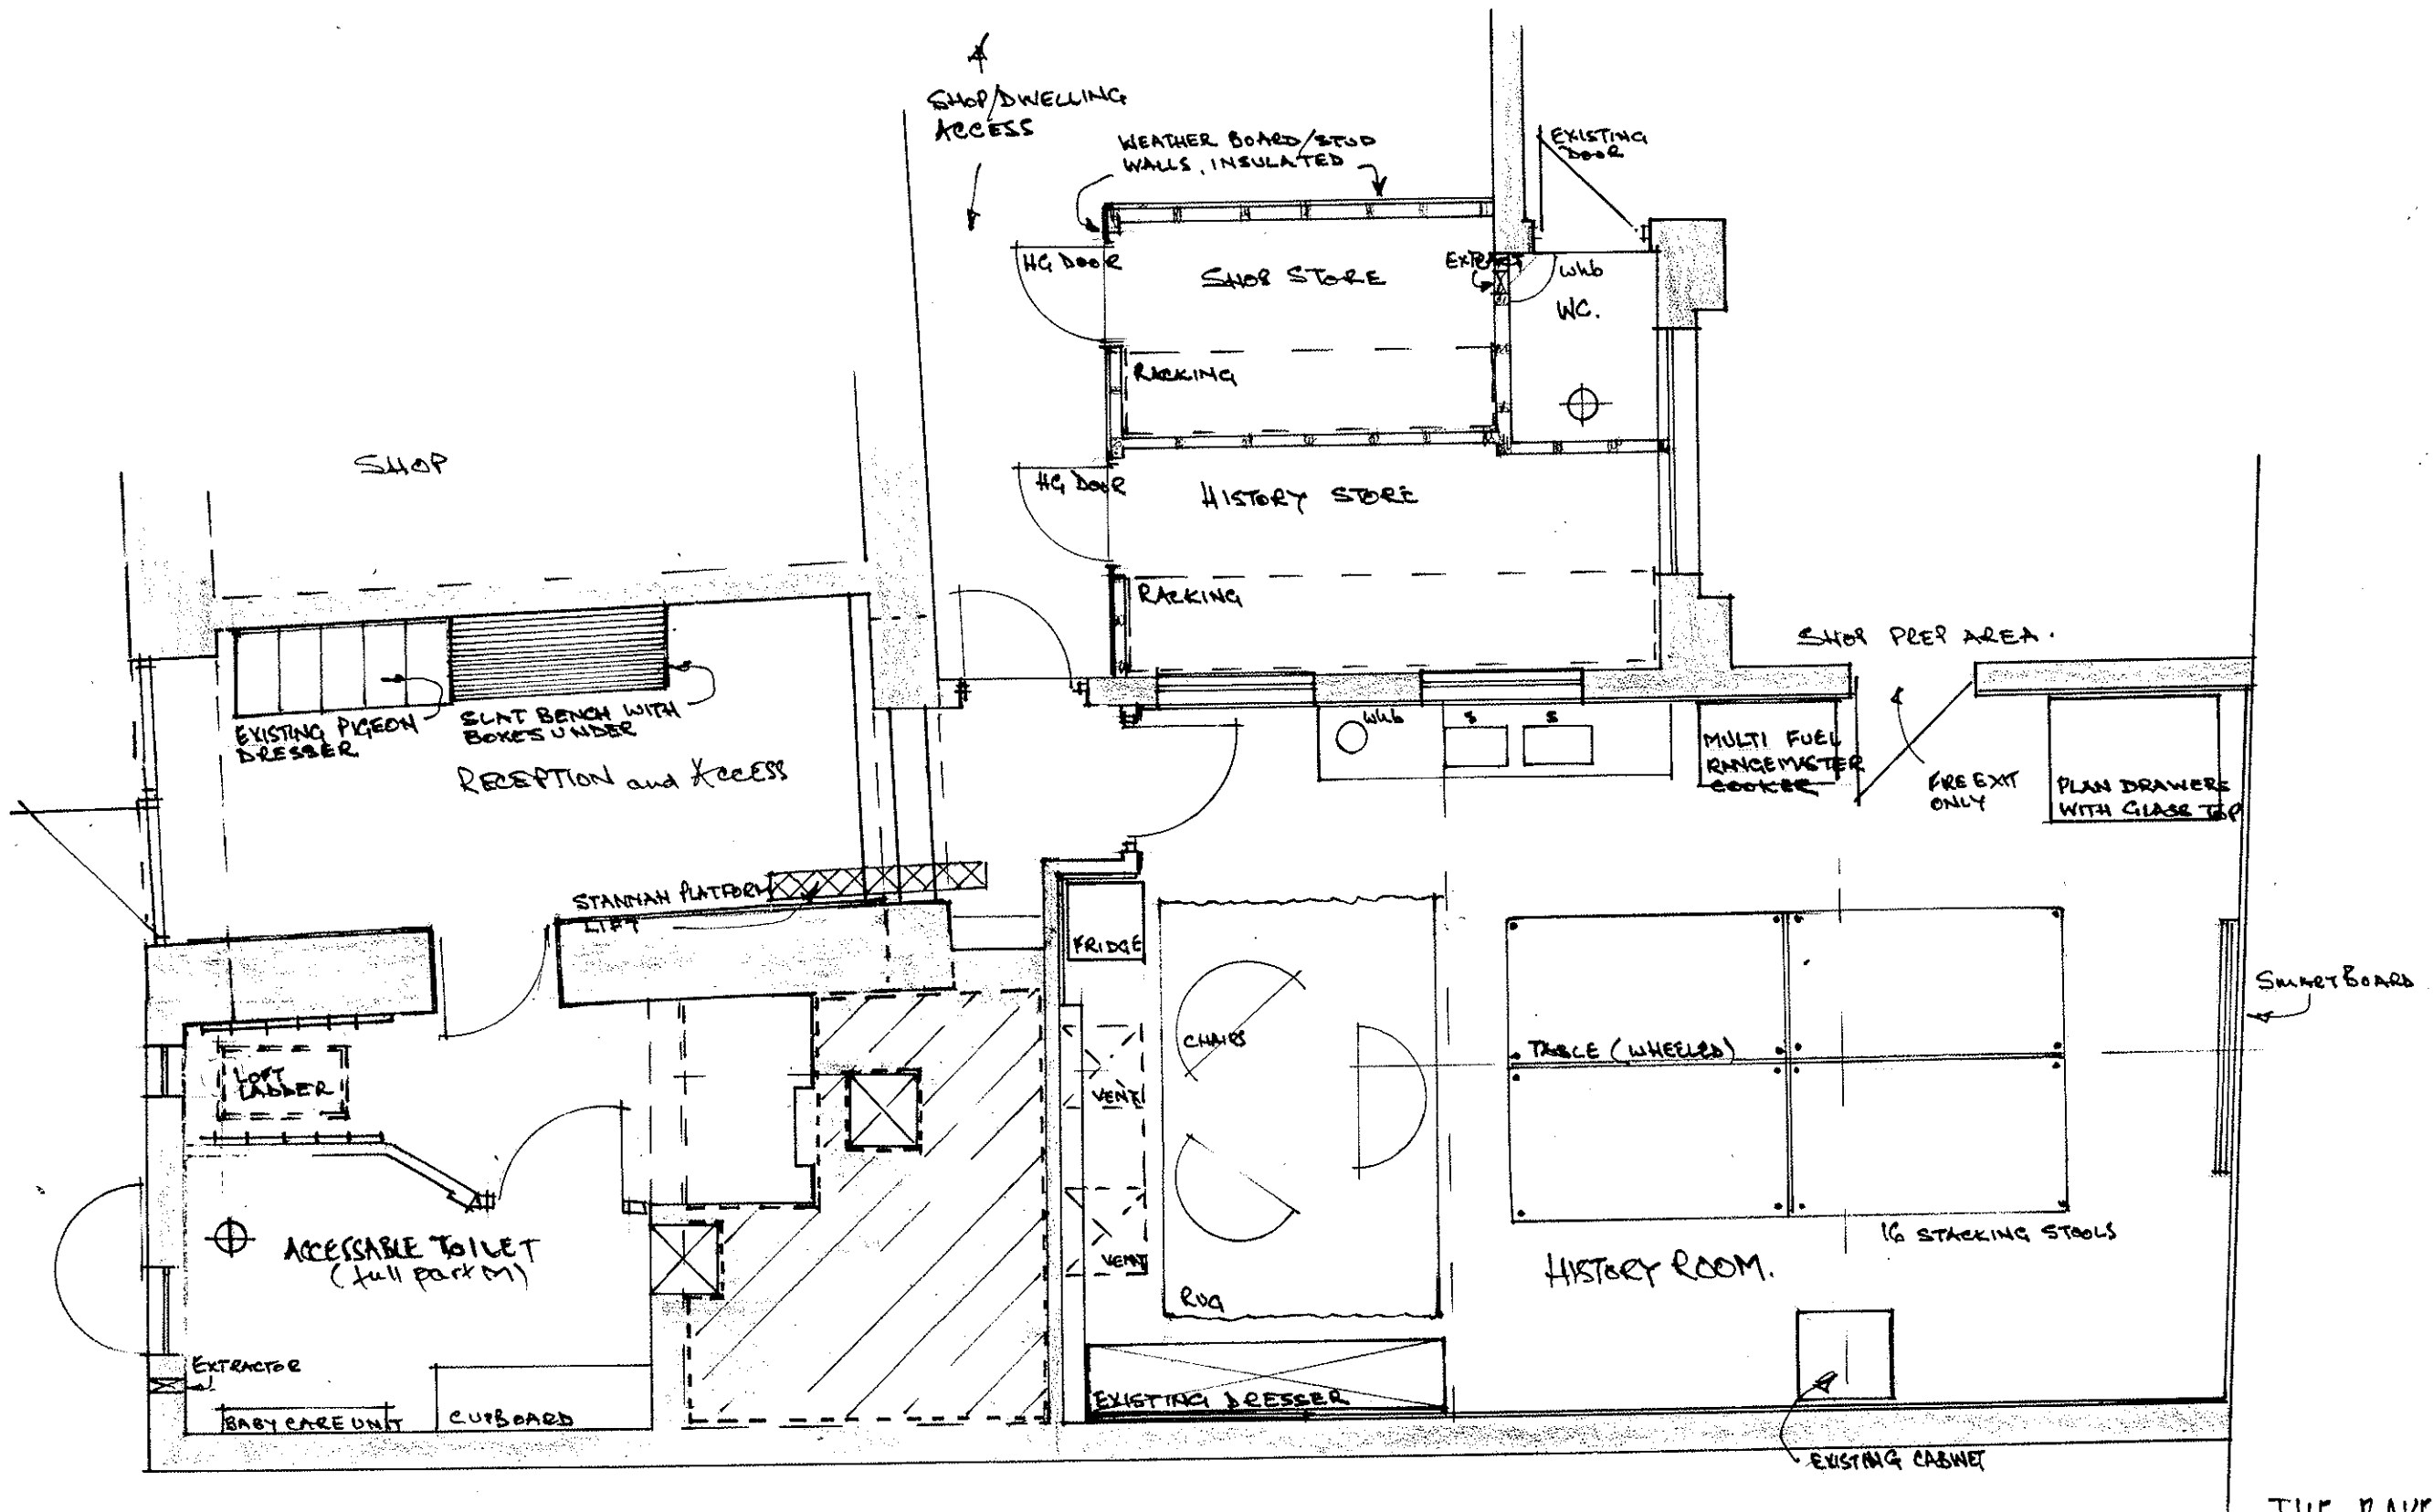 SHOP/DWELLING
ACCESS
WEATHER BOARD/STUD
WALLS, INSULATED
EXISTING
DOOR
HG DOOR
SHOP STORE
EXTRACT
whb
WC.
RACKING
SHOP
HG DOOR
HISTORY STORE
RACKING
SHOP PREP AREA.
EXISTING PIGEON
DRESSER
SLAT BENCH WITH
BOXES UNDER
RECEPTION and ACCESS
whb
S
S
MULTI FUEL
RANGEMASTER
COOKER
FRE EXIT
ONLY
PLAN DRAWERS
WITH GLASS TOP
STANNAH PLATFORM
LIFT
FRIDGE
SMARTBOARD
CHAIRS
TABLE (WHEELED)
LOFT
LADDER
VENT
VENT
ACCESSABLE TOILET
(full part M)
16 STACKING STOOLS
HISTORY ROOM.
RUG
EXTRACTOR
BABY CARE UNIT
CUPBOARD
EXISTING DRESSER
EXISTING CABINET
THE BAKE